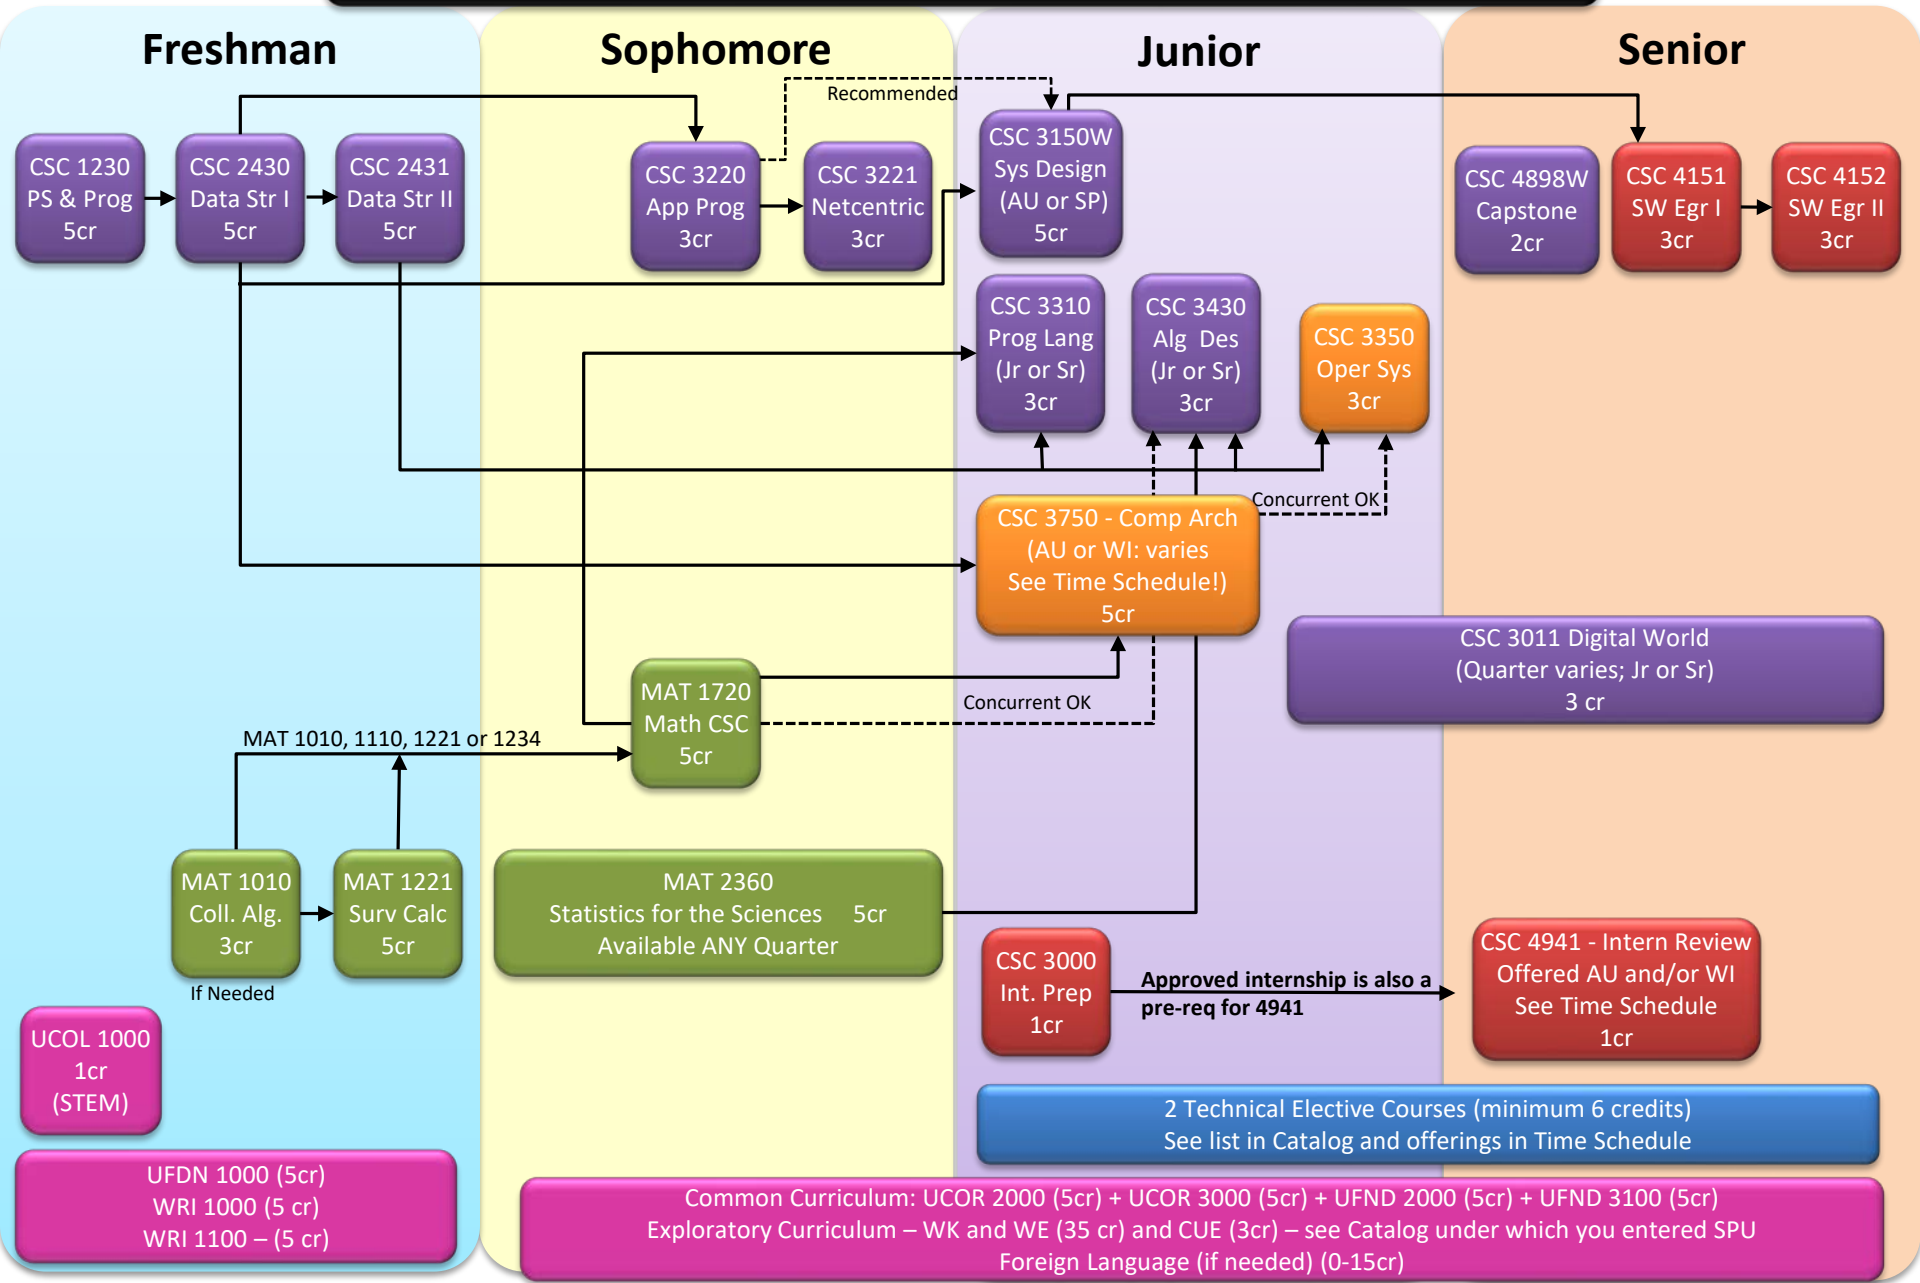 Freshman
Sophomore
Junior
Senior
Recommended
CSC 1230
PS & Prog
5cr
CSC 2430
Data Str I
5cr
CSC 2431
Data Str II
5cr
CSC 3220
App Prog
3cr
CSC 3221
Netcentric
3cr
CSC 3150W
Sys Design
(AU or SP)
5cr
CSC 4898W
Capstone
2cr
CSC 4151
SW Egr I
3cr
CSC 4152
SW Egr II
3cr
CSC 3310
Prog Lang
(Jr or Sr)
3cr
CSC 3430
Alg Des
(Jr or Sr)
3cr
CSC 3350
Oper Sys
3cr
Concurrent OK
CSC 3750 - Comp Arch
(AU or WI: varies
See Time Schedule!)
5cr
CSC 3011 Digital World
(Quarter varies; Jr or Sr)
3 cr
MAT 1720
Math CSC
5cr
Concurrent OK
MAT 1010, 1110, 1221 or 1234
MAT 1010
Coll. Alg.
3cr
If Needed
MAT 1221
Surv Calc
5cr
MAT 2360
Statistics for the Sciences 5cr
Available ANY Quarter
CSC 3000
Int. Prep
1cr
Approved internship is also a
pre-req for 4941
CSC 4941 - Intern Review
Offered AU and/or WI
See Time Schedule
1cr
UCOL 1000
1cr
(STEM)
2 Technical Elective Courses (minimum 6 credits)
See list in Catalog and offerings in Time Schedule
UFDN 1000 (5cr)
WRI 1000 (5 cr)
WRI 1100 – (5 cr)
Common Curriculum: UCOR 2000 (5cr) + UCOR 3000 (5cr) + UFND 2000 (5cr) + UFND 3100 (5cr)
Exploratory Curriculum – WK and WE (35 cr) and CUE (3cr) – see Catalog under which you entered SPU
Foreign Language (if needed) (0-15cr)